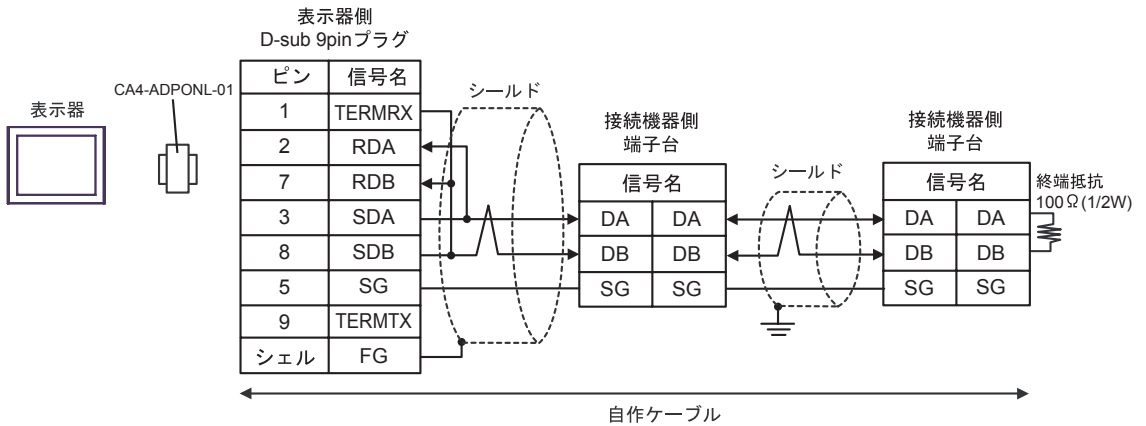 表示器
CA4-ADPONL-01
表示器側
D-sub 9pinプラグ
ピン 信号名
1 TERMRX
2 RDA
7 RDB
3 SDA
8 SDB
5 SG
9 TERMTX
シェル FG
シールド
接続機器側
端子台
信号名
DA DA
DB DB
SG SG
シールド
接続機器側
端子台
信号名
DA DA
DB DB
SG SG
終端抵抗
100Ω(1/2W)
自作ケーブル